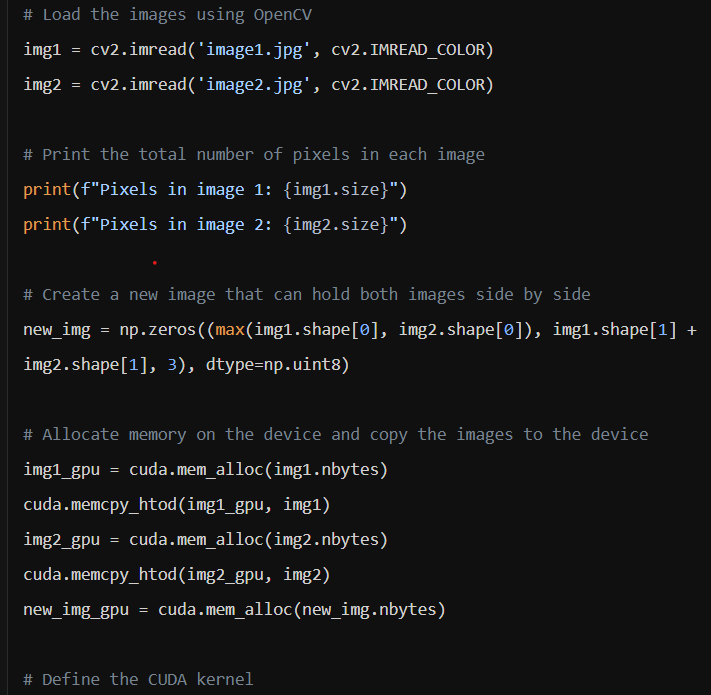 # Load the images using OpenCV
img1 = cv2.imread('image1.jpg', cv2.IMREAD_COLOR)
img2 = cv2.imread('image2.jpg', cv2.IMREAD_COLOR)
# Print the total number of pixels in each image
print(f"Pixels in image 1: {img1.size}")
print(f"Pixels in image 2: {img2.size}")
# Create a new image that can hold both images side by side
new_img = np.zeros((max(img1.shape[0], img2.shape[0]), img1.shape[1] +
img2.shape[1], 3), dtype=np.uint8)
# Allocate memory on the device and copy the images to the device
img1_gpu = cuda.mem_alloc(img1.nbytes)
cuda.memcpy_htod(img1_gpu, img1)
img2_gpu = cuda.mem_alloc(img2.nbytes)
cuda.memcpy_htod(img2_gpu, img2)
new_img_gpu = cuda.mem_alloc(new_img.nbytes)
# Define the CUDA kernel